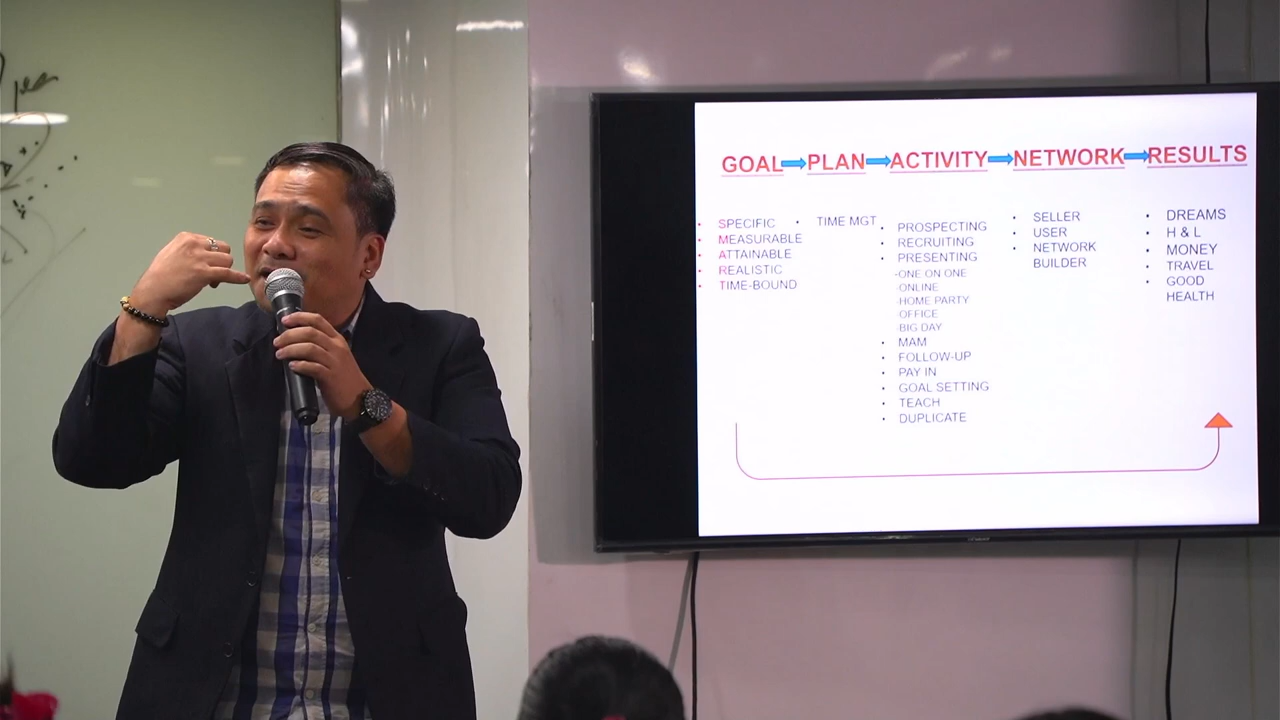 GOAL PLAN ACTIVITY NETWORK RESULTS
• SPECIFIC
• MEASURABLE
• ATTAINABLE
• REALISTIC
• TIME-BOUND
• TIME MGT
• PROSPECTING
• RECRUITING
• PRESENTING
-ONE ON ONE
-ONLINE
-HOME PARTY
-OFFICE
-BIG DAY
• MAM
• FOLLOW-UP
• PAY IN
• GOAL SETTING
• TEACH
• DUPLICATE
• SELLER
• USER
• NETWORK
BUILDER
• DREAMS
• H & L
• MONEY
• TRAVEL
• GOOD
HEALTH